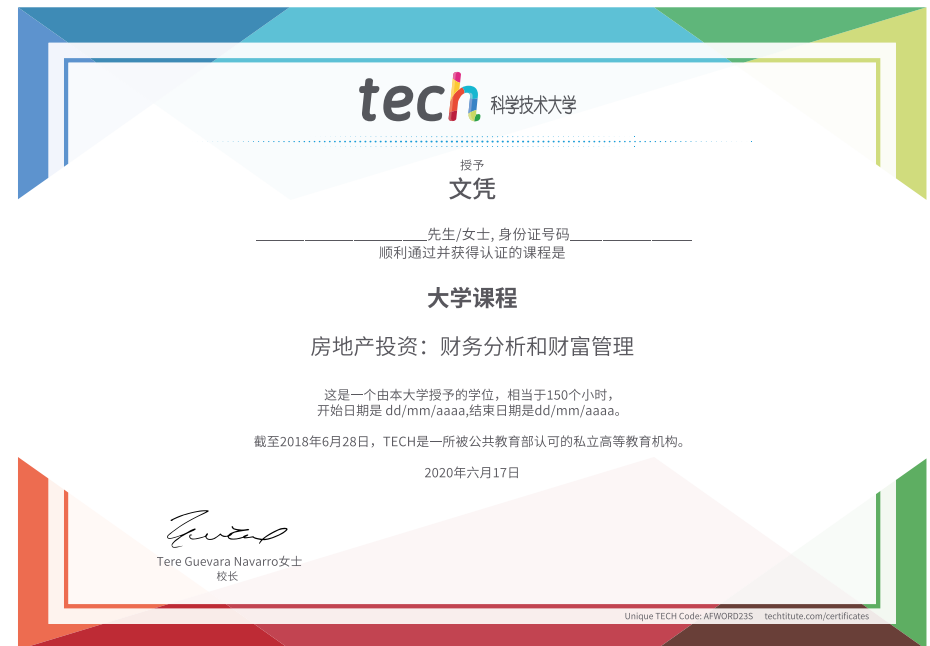 tech 科学技术大学
授予
文凭
________________________先生/女士, 身份证号码_________________
顺利通过并获得认证的课程是
大学课程
房地产投资：财务分析和财富管理
这是一个由本大学授予的学位，相当于150个小时，
开始日期是 dd/mm/aaaa,结束日期是dd/mm/aaaa。
截至2018年6月28日，TECH是一所被公共教育部认可的私立高等教育机构。
2020年六月17日
Tere Guevara Navarro女士
校长
Unique TECH Code: AFWORD23S techtitute.com/certificates